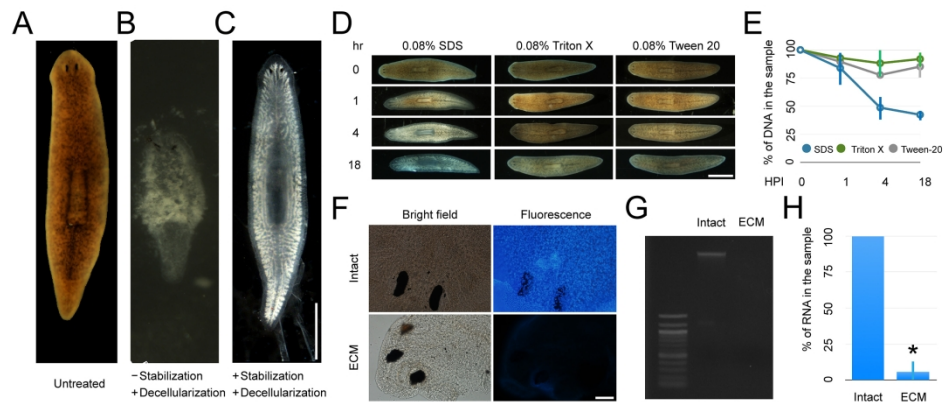 A
B
C
Untreated
−Stabilization
+Decellularization
+Stabilization
+Decellularization
D
hr
0.08% SDS
0.08% Triton X
0.08% Tween 20
0
1
4
18
E
% of DNA in the sample
100
75
50
25
0
SDS
Triton X
Tween-20
HPI
0
1
4
18
F
Bright field
Fluorescence
Intact
ECM
G
Intact
ECM
H
% of RNA in the sample
100
75
50
25
0
*
Intact
ECM